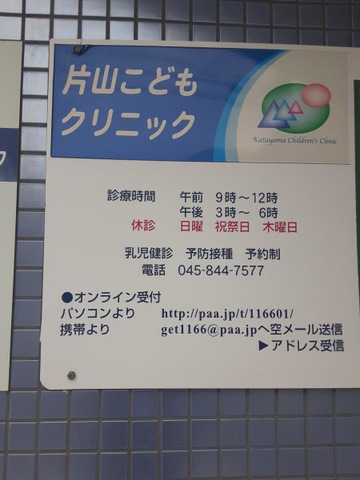 片山こども
クリニック
Katayama Children's Clinic
診療時間 午前 9時～12時
午後 3時～ 6時
休診 日曜 祝祭日 木曜日
乳児健診 予防接種 予約制
電話 045-844-7577
●オンライン受付
パソコンより http://paa.jp/t/116601/
携帯より get1166@paa.jpへ空メール送信
▶アドレス受信
ク